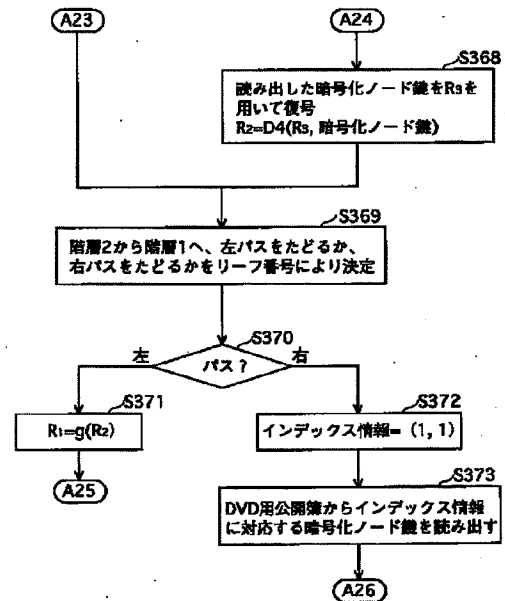 A23
A24
S368
読み出した暗号化ノード鍵をR3を
用いて復号
R2=D4(R3, 暗号化ノード鍵)
S369
階層2から階層1へ、左パスをたどるか、
右パスをたどるかをリーフ番号により決定
S370
左
パス?
右
S371
R1=g(R2)
A25
S372
インデックス情報= (1, 1)
S373
DVD用公開簿からインデックス情報
に対応する暗号化ノード鍵を読み出す
A26